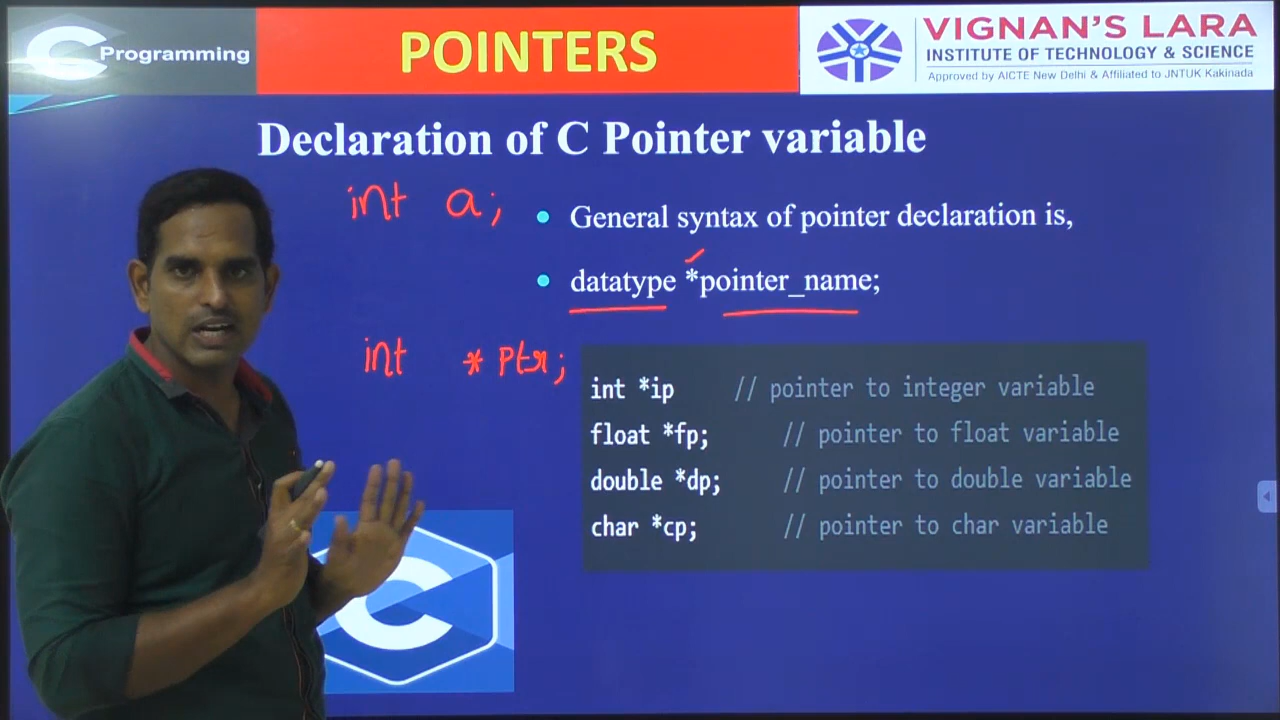 C Programming
POINTERS
VIGNAN'S LARA
INSTITUTE OF TECHNOLOGY & SCIENCE
Approved by AICTE New Delhi & Affiliated to JNTUK Kakinada
Declaration of C Pointer variable
int a;
• General syntax of pointer declaration is,
• datatype *pointer_name;
int * ptr;
int *ip // pointer to integer variable
float *fp; // pointer to float variable
double *dp; // pointer to double variable
char *cp; // pointer to char variable
C